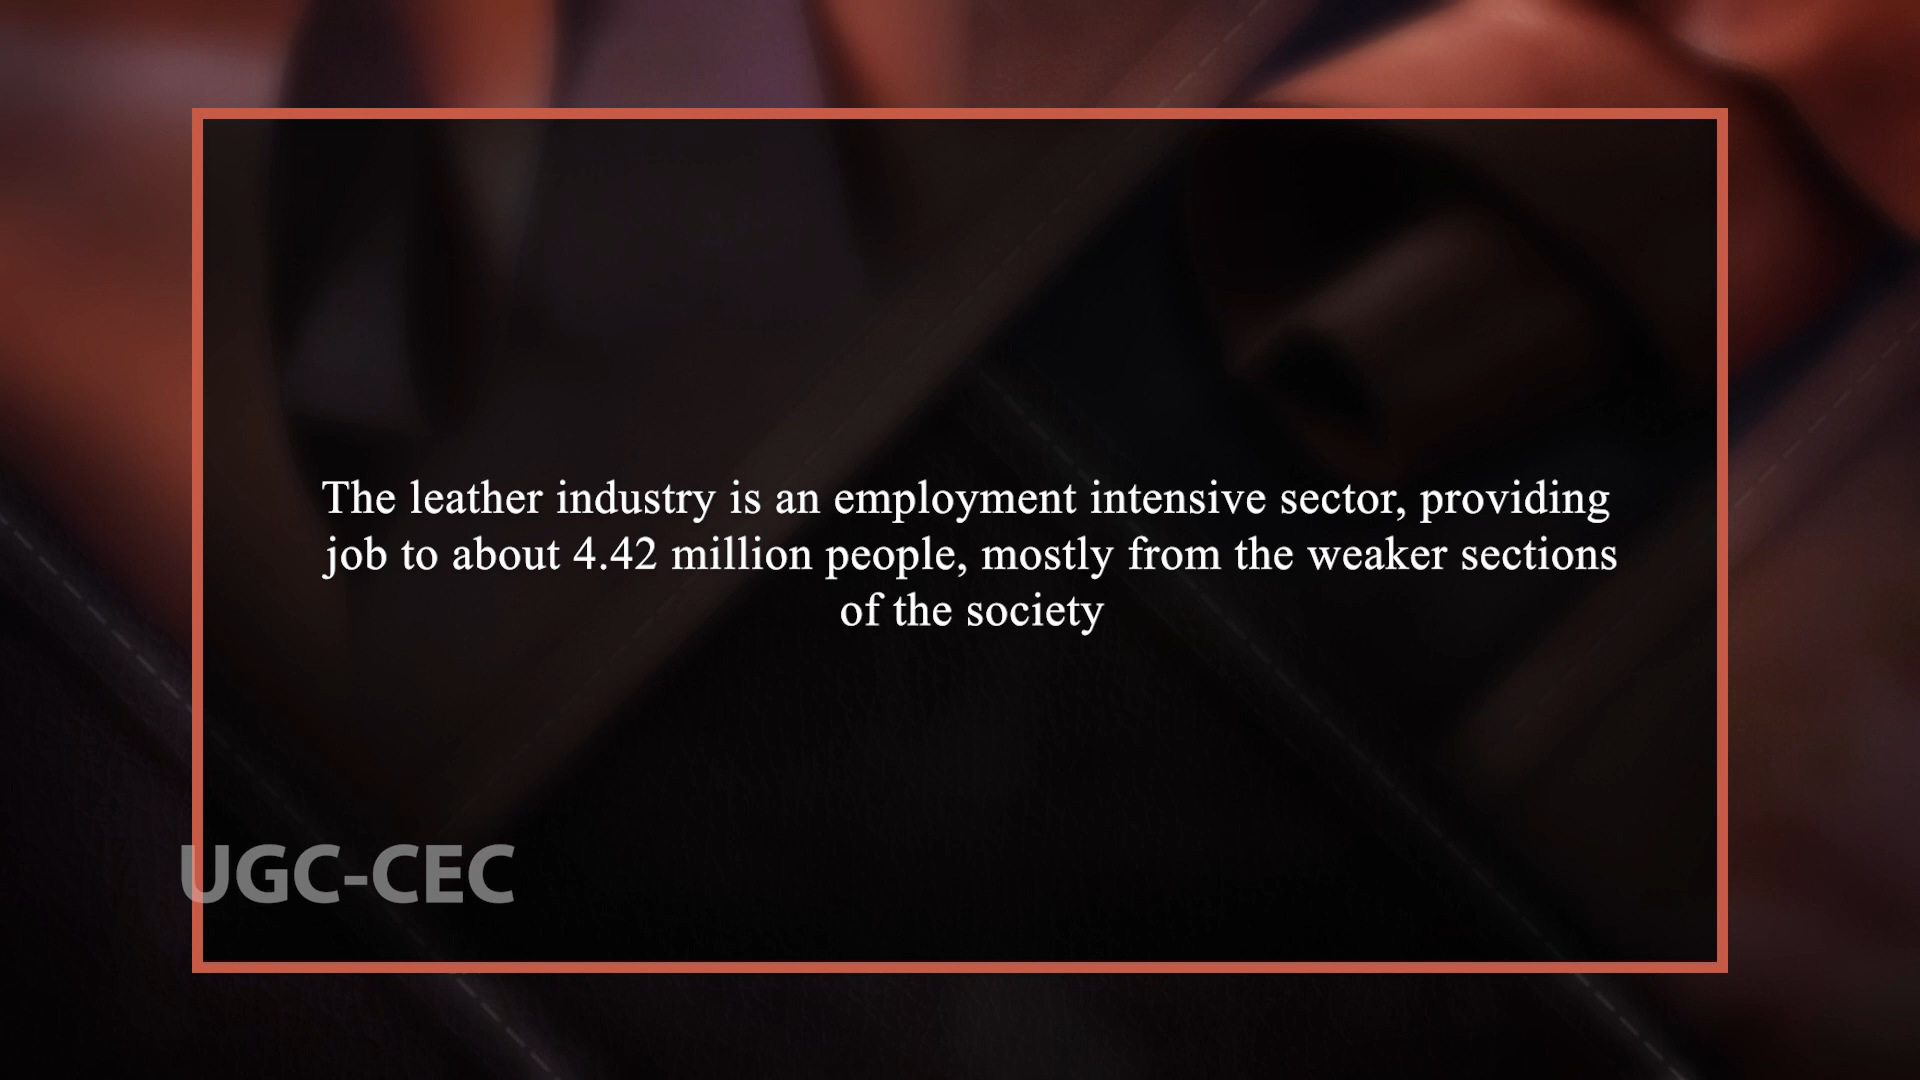 The leather industry is an employment intensive sector, providing
job to about 4.42 million people, mostly from the weaker sections
of the society
UGC-CEC